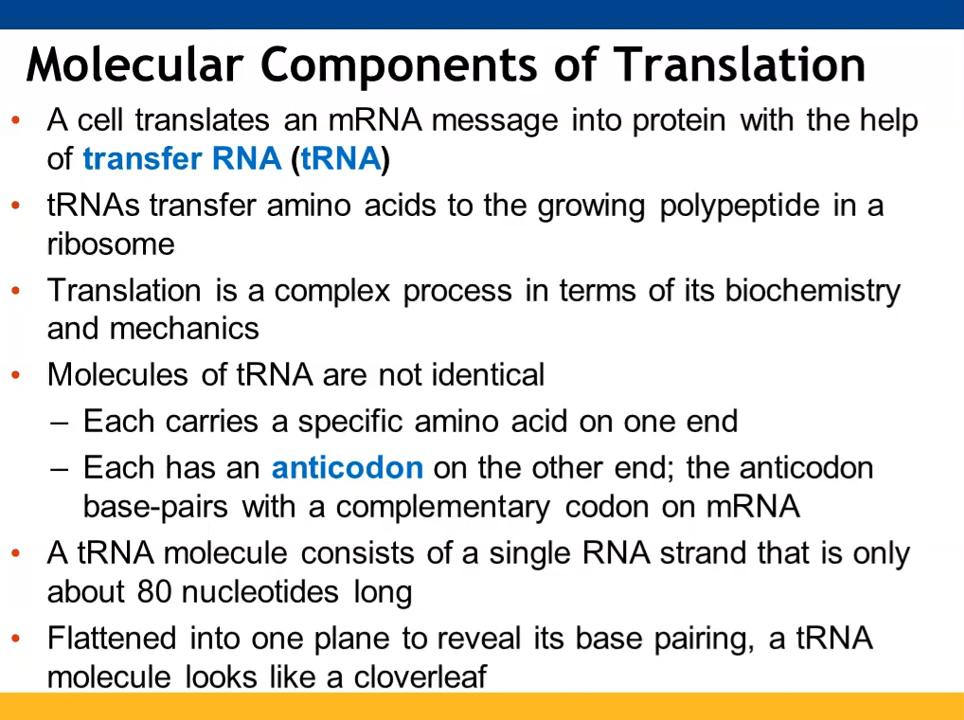 Molecular Components of Translation
• A cell translates an mRNA message into protein with the help
of transfer RNA (tRNA)
• tRNAs transfer amino acids to the growing polypeptide in a
ribosome
• Translation is a complex process in terms of its biochemistry
and mechanics
• Molecules of tRNA are not identical
– Each carries a specific amino acid on one end
– Each has an anticodon on the other end; the anticodon
base-pairs with a complementary codon on mRNA
• A tRNA molecule consists of a single RNA strand that is only
about 80 nucleotides long
• Flattened into one plane to reveal its base pairing, a tRNA
molecule looks like a cloverleaf